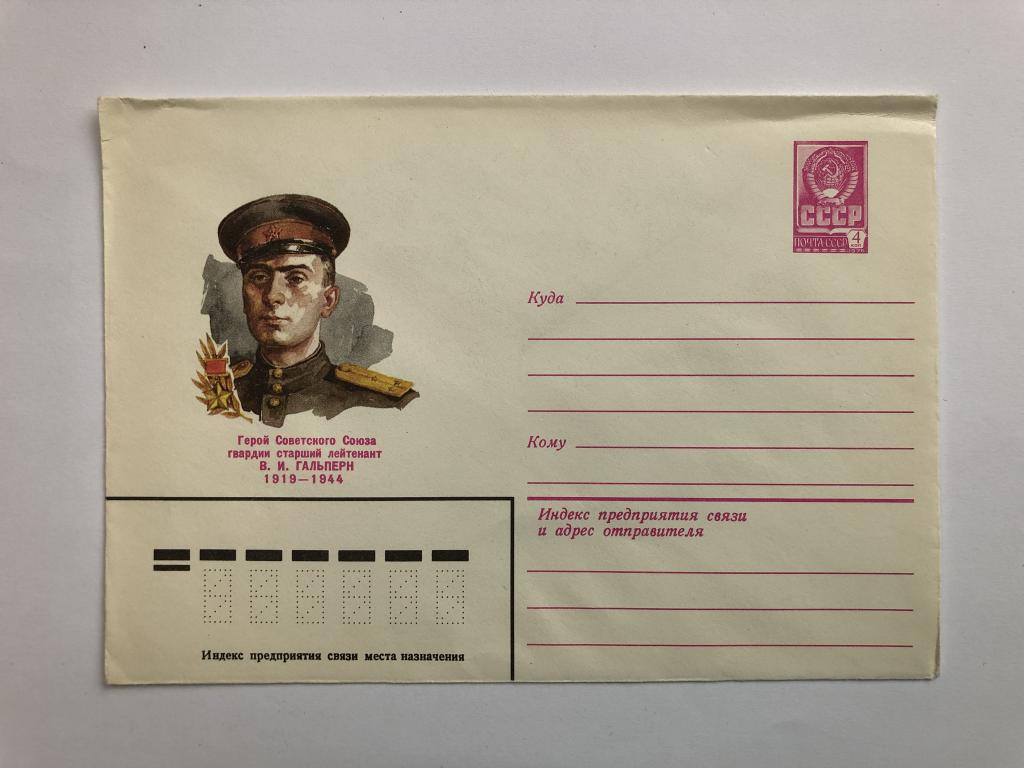 СССР
ПОЧТА СССР
4
КОП
Куда
Герой Советского Союза
гвардии старший лейтенант
В. И. ГАЛЬПЕРН
1919—1944
Кому
Индекс предприятия связи
и адрес отправителя
Индекс предприятия связи места назначения